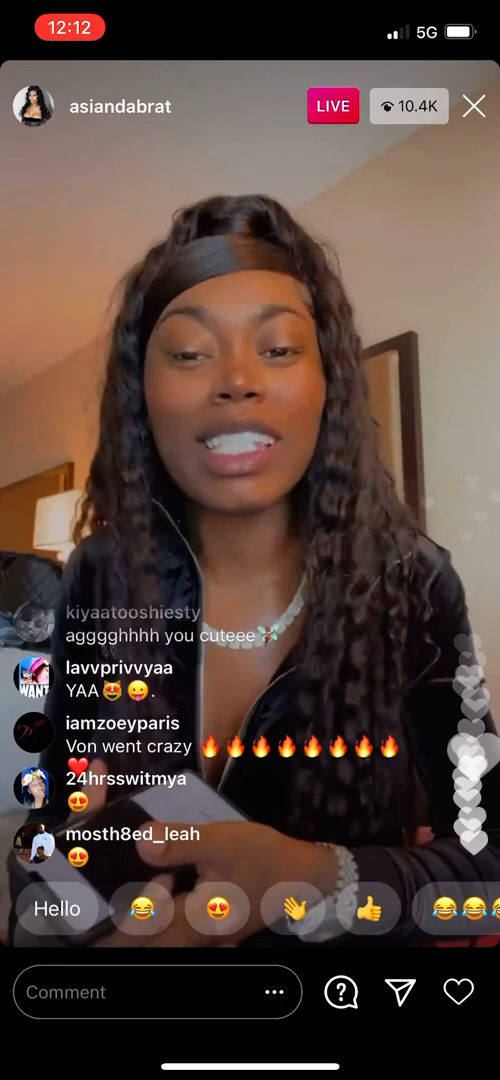 12:12
5G
asiandabrat
LIVE
10.4K
kiyaatooshiesty
agggghhhh you cuteee🧚
lavvprivvyaa
YAA😻😛.
WANT
iamzoeyparis
Von went crazy 🔥🔥🔥🔥🔥🔥🔥🔥
24hrsswitmya
😍
mosth8ed_leah
😍
Hello
😂
😍
👋
👍
😂😂😂
Comment